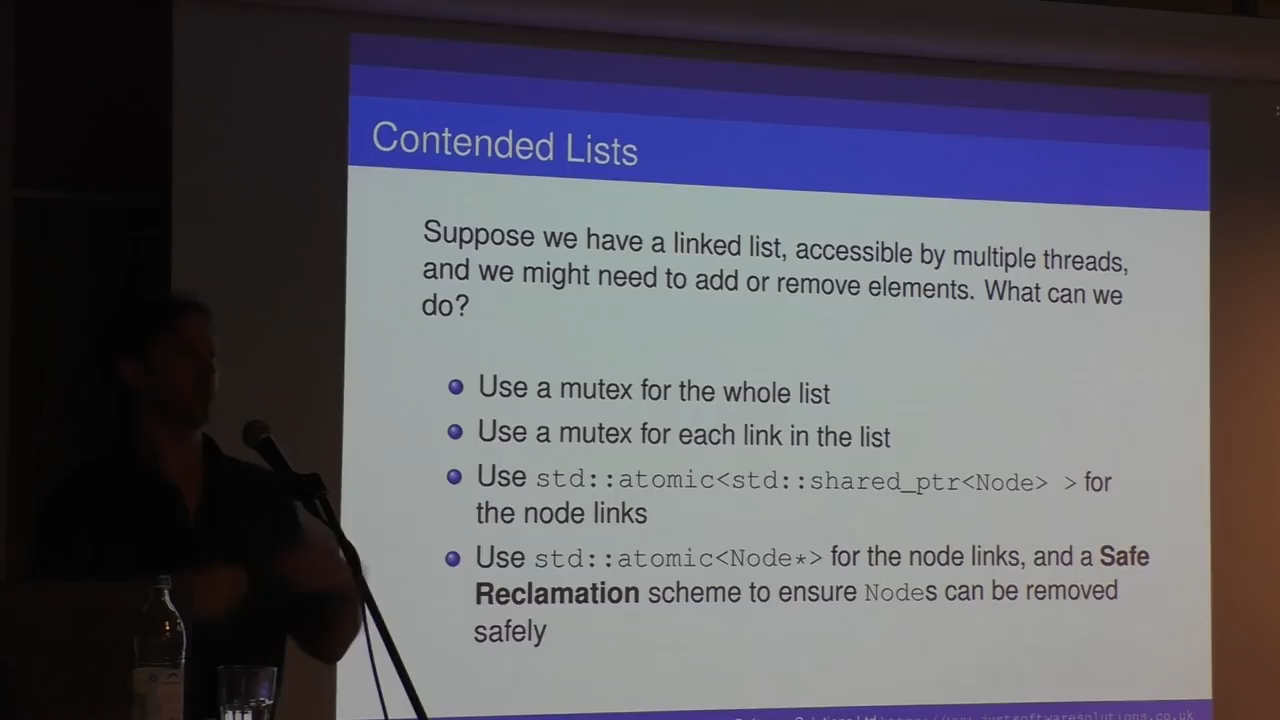 Contended Lists
Suppose we have a linked list, accessible by multiple threads,
and we might need to add or remove elements. What can we
do?
Use a mutex for the whole list
Use a mutex for each link in the list
Use std::atomic<std::shared_ptr<Node> > for
the node links
Use std::atomic<Node*> for the node links, and a Safe
Reclamation scheme to ensure Nodes can be removed
safely